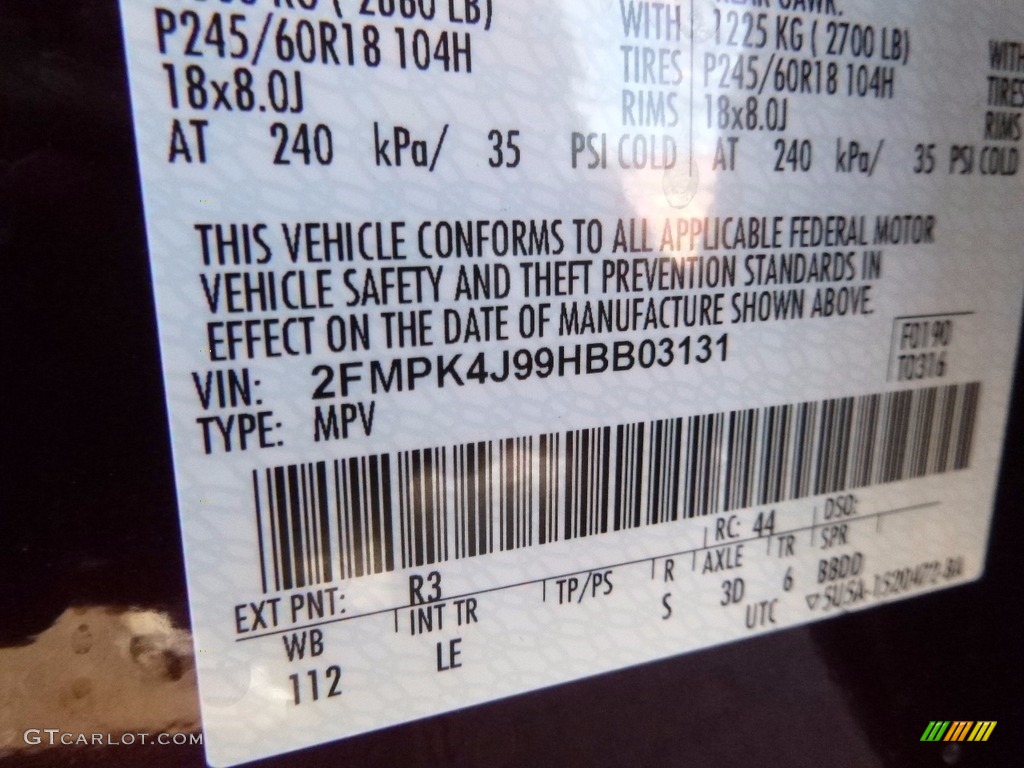 P245/60R18 104H WITH 1225 KG ( 2700 LB) WITH
18x8.0J TIRES P245/60R18 104H TIRES
RIMS 18x8.0J RIMS
AT 240 kPa/ 35 PSI COLD AT 240 kPa/ 35 PSI COLD
THIS VEHICLE CONFORMS TO ALL APPLICABLE FEDERAL MOTOR
VEHICLE SAFETY AND THEFT PREVENTION STANDARDS IN
EFFECT ON THE DATE OF MANUFACTURE SHOWN ABOVE.
F0190
VIN: 2FMPK4J99HBB03131 T0316
TYPE: MPV
RC: 44 DSO:
EXT PNT: R3
WB INT TR TP/PS R AXLE TR SPR
112 LE S 3D 6 BBDD
UTC
GTCARLOT.COM